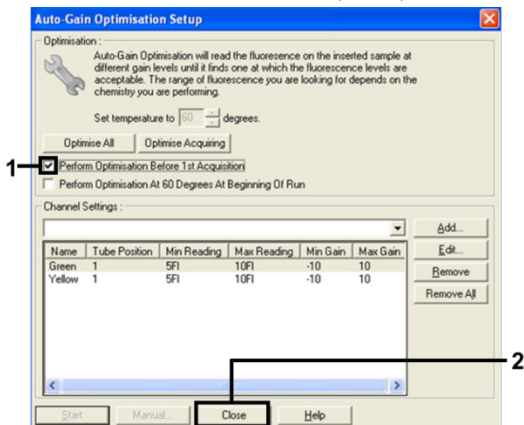 Auto-Gain Optimisation Setup
Optimisation :
Auto-Gain Optimisation will read the fluoresence on the inserted sample at
different gain levels until it finds one at which the fluorescence levels are
acceptable. The range of fluorescence you are looking for depends on the
chemistry you are performing.
Set temperature to 60 degrees.
Optimise All Optimise Acquiring
1
Perform Optimisation Before 1st Acquisition
Perform Optimisation At 60 Degrees At Beginning Of Run
Channel Settings :
Add...
Name Tube Position Min Reading Max Reading Min Gain Max Gain
Edit...
Green 1 5Fl 10Fl -10 10
Remove
Yellow 1 5Fl 10Fl -10 10
Remove All
2
Start Manual... Close Help